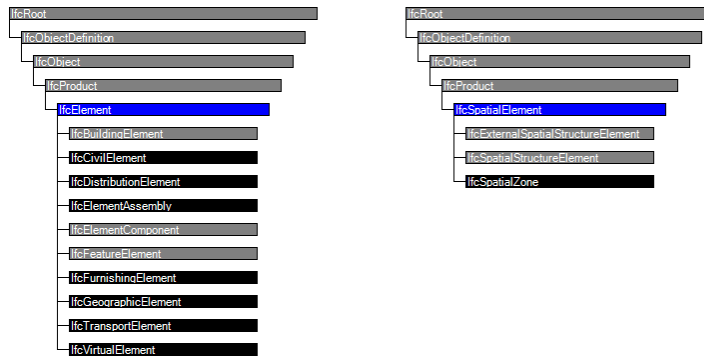 IfcRoot
IfcObjectDefinition
IfcObject
IfcProduct
IfcElement
IfcBuildingElement
IfcCivilElement
IfcDistributionElement
IfcElementAssembly
IfcElementComponent
IfcFeatureElement
IfcFurnishingElement
IfcGeographicElement
IfcTransportElement
IfcVirtualElement
IfcRoot
IfcObjectDefinition
IfcObject
IfcProduct
IfcSpatialElement
IfcExternalSpatialStructureElement
IfcSpatialStructureElement
IfcSpatialZone